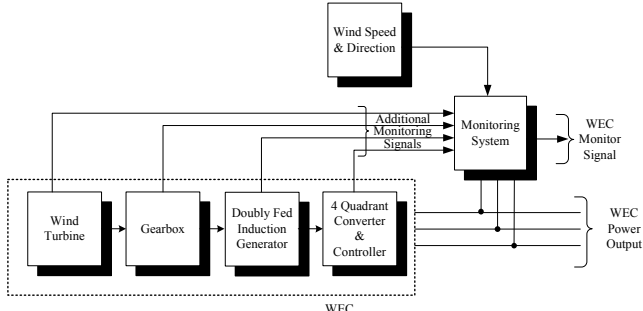 Wind Speed
& Direction
Additional
Monitoring
Signals
Monitoring
System
WEC
Monitor
Signal
Wind
Turbine
Gearbox
Doubly Fed
Induction
Generator
4 Quadrant
Converter
&
Controller
WEC
Power
Output
WEC